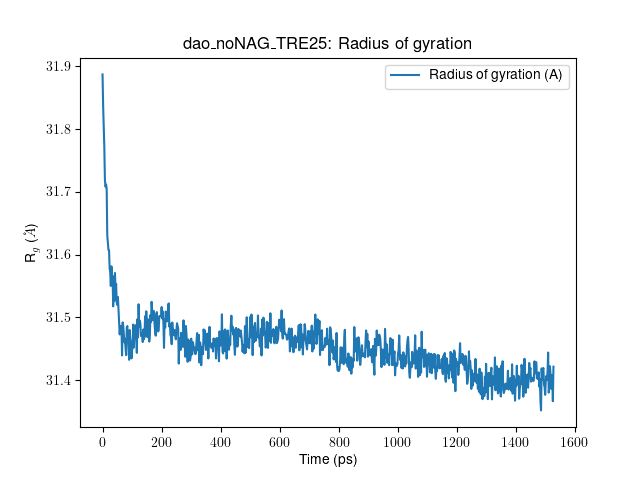 dao_noNAG_TRE25: Radius of gyration
Radius of gyration (A)
31.9
31.8
31.7
31.6
31.5
31.4
R_g (Å)
0 200 400 600 800 1000 1200 1400 1600
Time (ps)